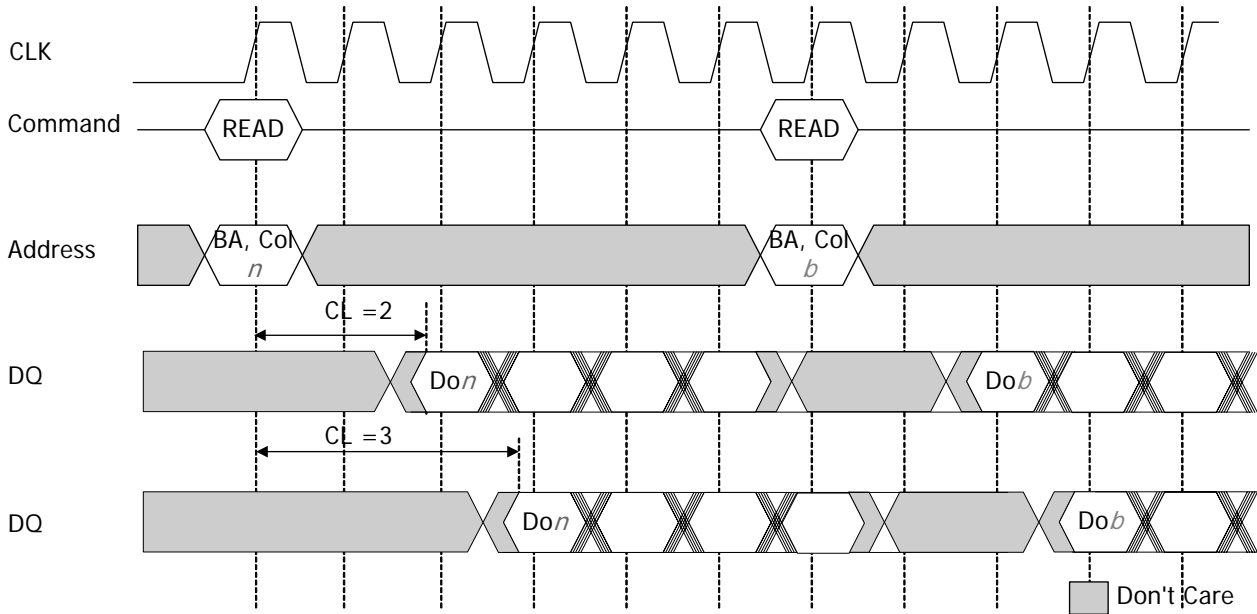 CLK
Command
READ
READ
Address
BA, Col
n
BA, Col
b
CL =2
DQ
Don
Dob
CL =3
DQ
Don
Dob
Don't Care